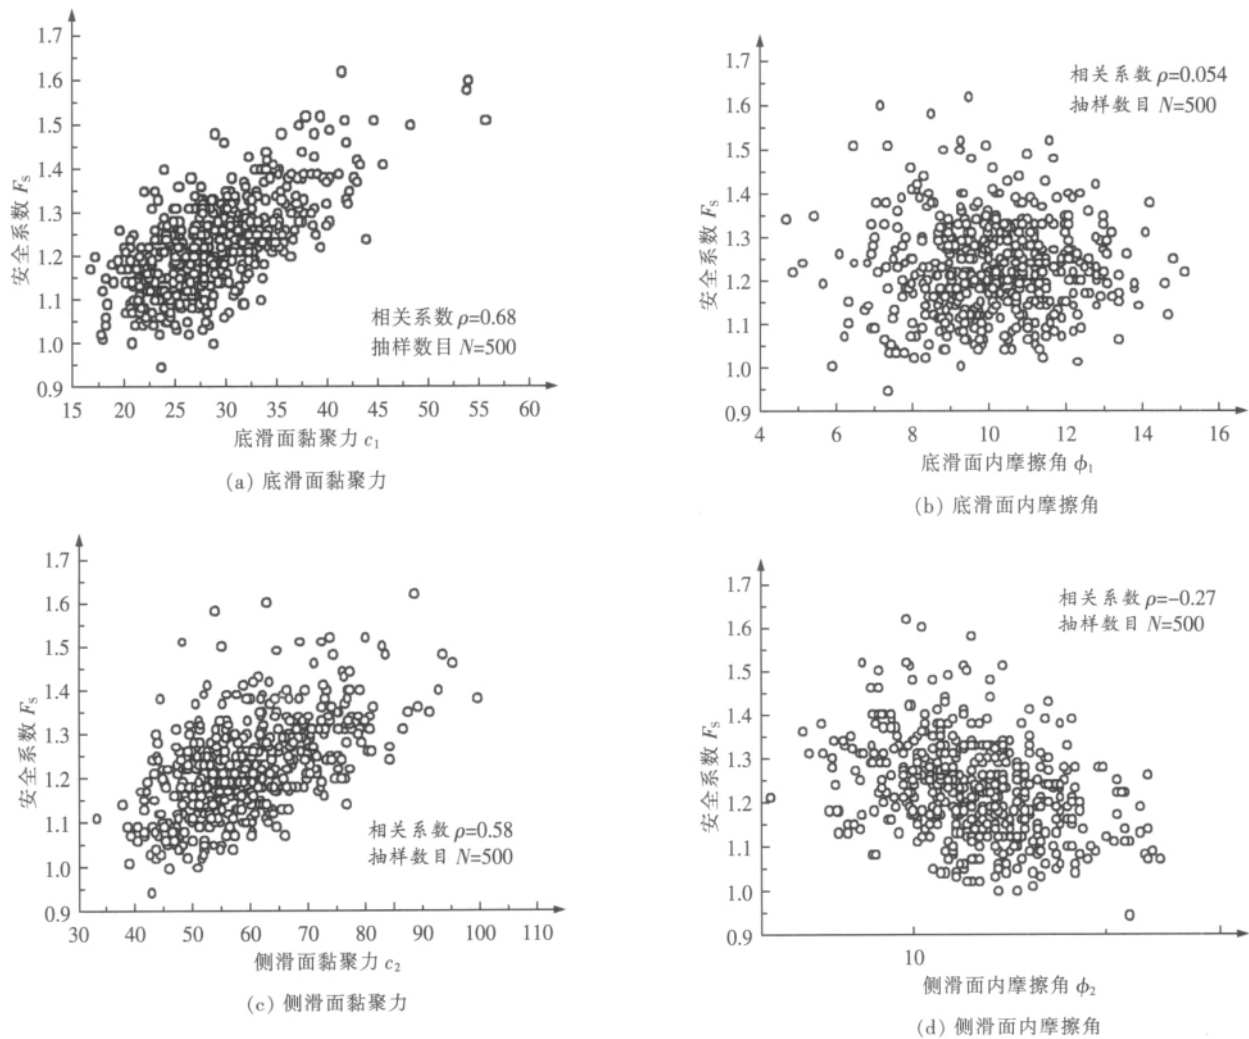 1.7
1.6
1.5
1.4
1.3
1.2
1.1
1.0
0.9
安全系数 Fs
相关系数 ρ=0.68
抽样数目 N=500
15 20 25 30 35 40 45 50 55 60
底滑面黏聚力 c1
(a) 底滑面黏聚力
1.7
1.6
1.5
1.4
1.3
1.2
1.1
1.0
0.9
安全系数 Fs
相关系数 ρ=0.054
抽样数目 N=500
4 6 8 10 12 14 16
底滑面内摩擦角 ϕ1
(b) 底滑面内摩擦角
1.7
1.6
1.5
1.4
1.3
1.2
1.1
1.0
0.9
安全系数 Fs
相关系数 ρ=0.58
抽样数目 N=500
30 40 50 60 70 80 90 100 110
侧滑面黏聚力 c2
(c) 侧滑面黏聚力
1.7
1.6
1.5
1.4
1.3
1.2
1.1
1.0
0.9
安全系数 Fs
相关系数 ρ=−0.27
抽样数目 N=500
10
侧滑面内摩擦角 ϕ2
(d) 侧滑面内摩擦角